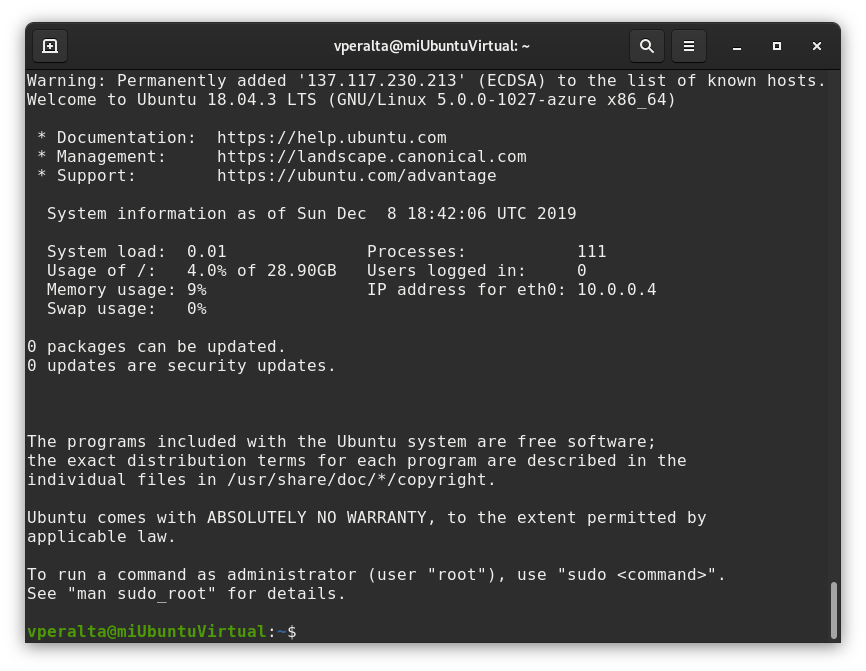 vperalta@miUbuntuVirtual: ~
Warning: Permanently added '137.117.230.213' (ECDSA) to the list of known hosts.
Welcome to Ubuntu 18.04.3 LTS (GNU/Linux 5.0.0-1027-azure x86_64)

 * Documentation:  https://help.ubuntu.com
 * Management:     https://landscape.canonical.com
 * Support:        https://ubuntu.com/advantage

  System information as of Sun Dec  8 18:42:06 UTC 2019

  System load:  0.01              Processes:           111
  Usage of /:   4.0% of 28.90GB   Users logged in:     0
  Memory usage: 9%                IP address for eth0: 10.0.0.4
  Swap usage:   0%

0 packages can be updated.
0 updates are security updates.

The programs included with the Ubuntu system are free software;
the exact distribution terms for each program are described in the
individual files in /usr/share/doc/*/copyright.

Ubuntu comes with ABSOLUTELY NO WARRANTY, to the extent permitted by
applicable law.

To run a command as administrator (user "root"), use "sudo <command>".
See "man sudo_root" for details.

vperalta@miUbuntuVirtual:~$